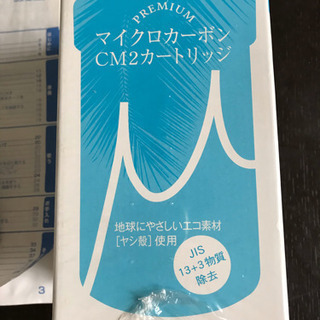 PREMIUM
マイクロカーボン
CM2カートリッジ
μ
地球にやさしいエコ素材
[ヤシ殻]使用
JIS
13+3物質
除去
3